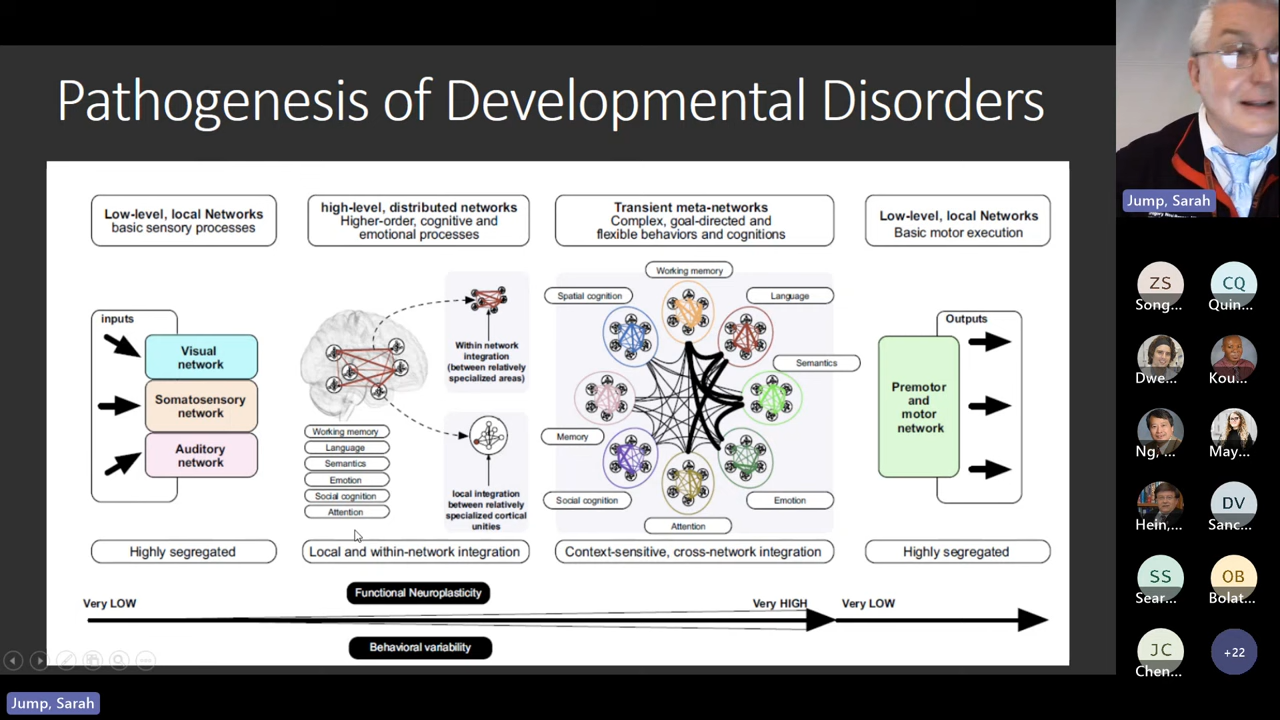 Pathogenesis of Developmental Disorders
Low-level, local Networks
basic sensory processes
high-level, distributed networks
Higher-order, cognitive and
emotional processes
Transient meta-networks
Complex, goal-directed and
flexible behaviors and cognitions
Low-level, local Networks
Basic motor execution
inputs
Visual
network
Somatosensory
network
Auditory
network
Within network
integration
(between relatively
specialized areas)
Working memory
Language
Semantics
Emotion
Social cognition
Attention
local integration
between relatively
specialized cortical
unities
Working memory
Spatial cognition
Language
Semantics
Memory
Social cognition
Emotion
Attention
Outputs
Premotor
and
motor
network
Highly segregated
Local and within-network integration
Context-sensitive, cross-network integration
Highly segregated
Functional Neuroplasticity
Very LOW
Very HIGH
Very LOW
Behavioral variability
Jump, Sarah
Jump, Sarah
ZS
Song...
CQ
Quin...
Dwe...
Kou...
Ng, ...
May...
Hein,...
DV
Sanc...
SS
Sear...
OB
Bolat...
JC
Chen...
+22